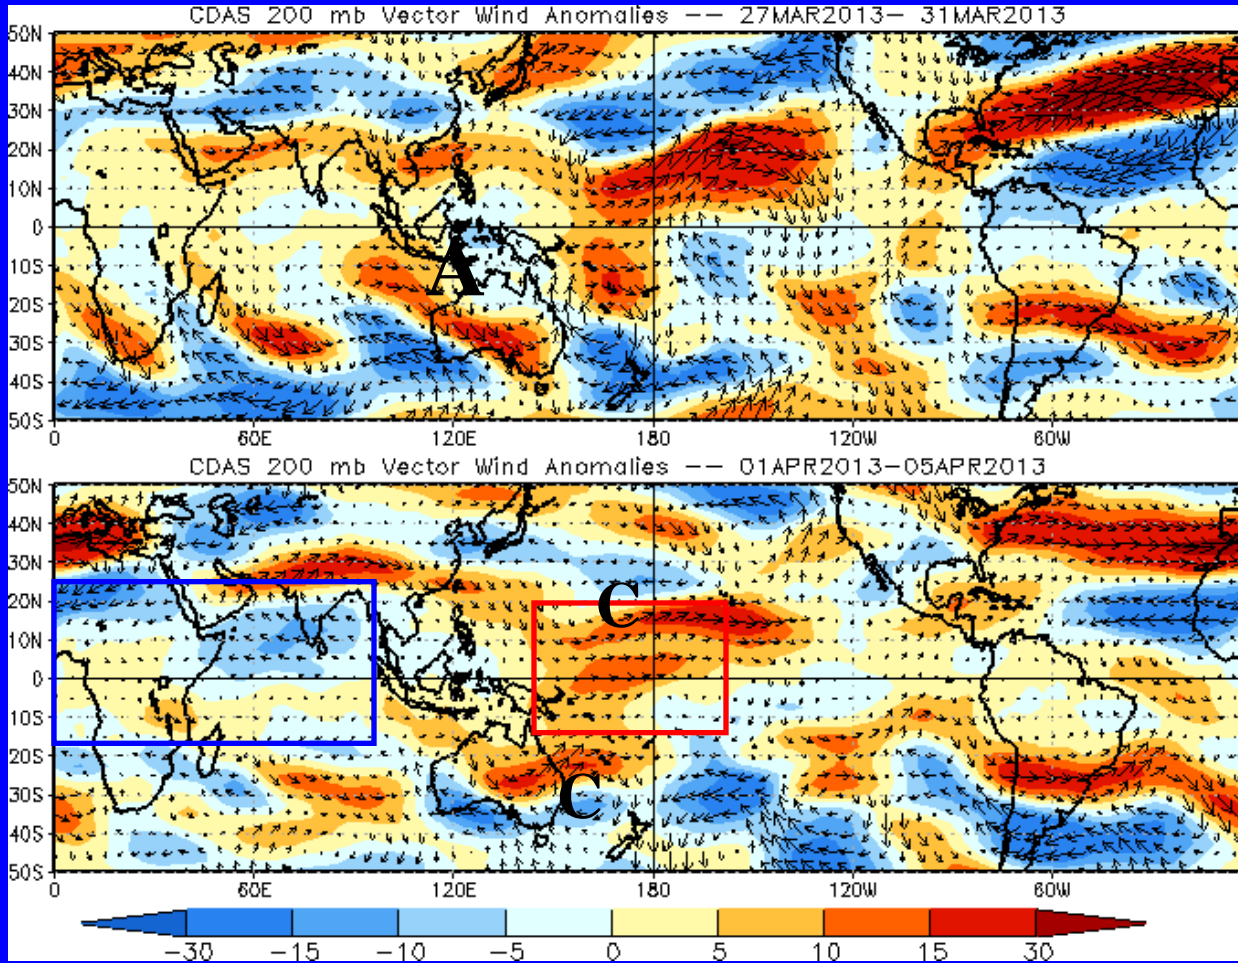 CDAS 200 mb Vector Wind Anomalies -- 27MAR2013- 31MAR2013
50N
40N
30N
20N
10N
0
10S
20S
30S
40S
50S
A
0 60E 120E 180 120W 60W
CDAS 200 mb Vector Wind Anomalies -- 01APR2013-05APR2013
50N
40N
30N
20N
C
10N
0
10S
20S
30S
C
40S
50S
0 60E 120E 180 120W 60W
-30 -15 -10 -5 0 5 10 15 30